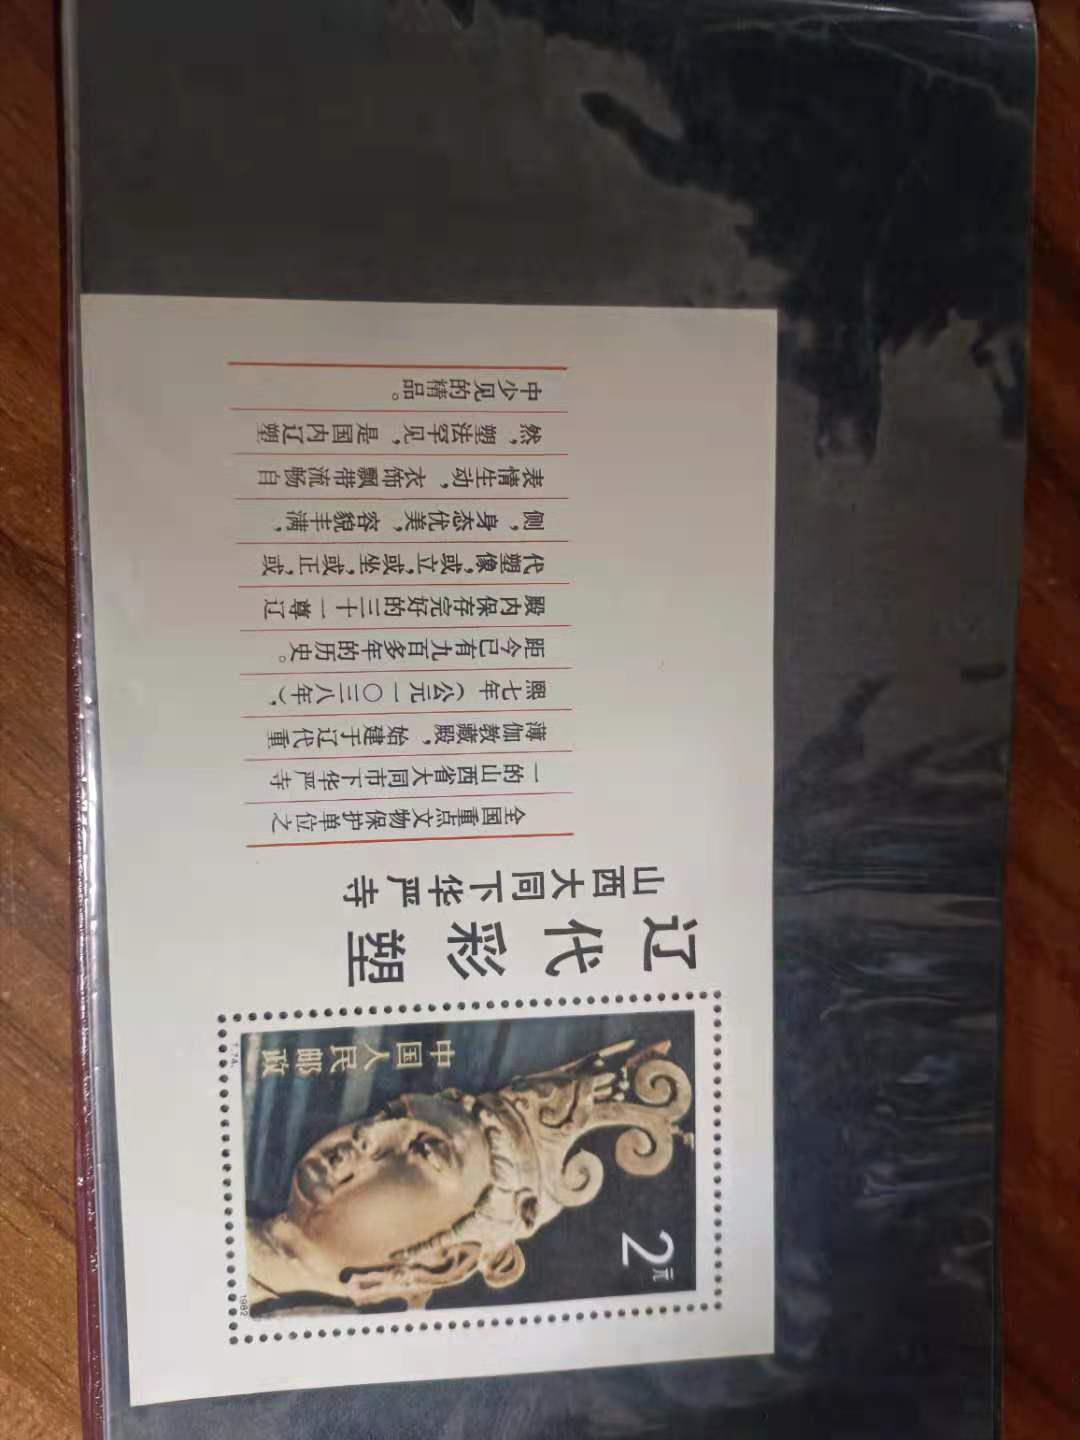 中国人民邮政
2元
T.74.
1982
辽代彩塑
山西大同下华严寺
全国重点文物保护单位之
一的山西省大同市下华严寺
薄伽教藏殿，始建于辽代重
熙七年（公元一〇三八年），
距今已有九百多年的历史。
殿内保存完好的三十一尊辽
代塑像，或立，或坐，或正，或
侧，身态优美，容貌丰满，
表情生动，衣饰飘带流畅自
然，塑法罕见，是国内辽塑
中少见的精品。